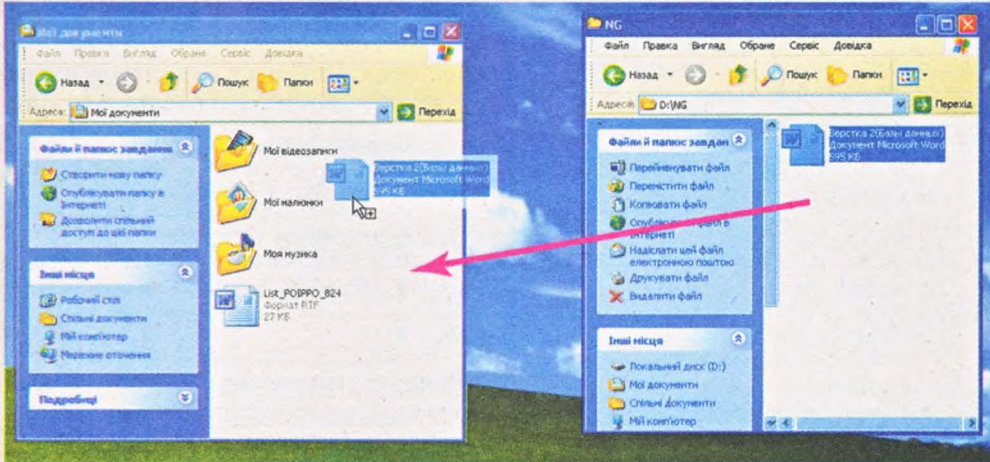 Мої документи
Файл Правка Вигляд Обране Сервіс Довідка
Назад Пошук Папки
Адреса: Мої документи Перехід
Файли й папкс завдання
Створити нову папку
Опублікувати папку в
Інтернеті
Дозволити спільний
доступ до цієї папки
Інші місця
Робочий стіл
Спільні документи
Мій комп'ютер
Мережне оточення
Подробиці
Мої відеозаписи
Верстка 2(Базы данных)
Документ Microsoft Word
595 КБ
Мої малюнки
Моя музика
List_POIPPO_824
Формат RTF
27 КБ
NG
Файл Правка Вигляд Обране Сервіс Довідка
Назад Пошук Папки
Адреса: D:\NG Перехід
Файли й папкс завдан
Перейменувати файл
Перемістити файл
Копіювати файл
Опублікувати файл в
Інтернеті
Надіслати цей файл
електронною поштою
Друкувати файл
Видалити файл
Інші місця
Локальний диск (D:)
Мої документи
Спільні документи
Мій комп'ютер
Верстка 2(Базы данных)
Документ Microsoft Word
595 КБ